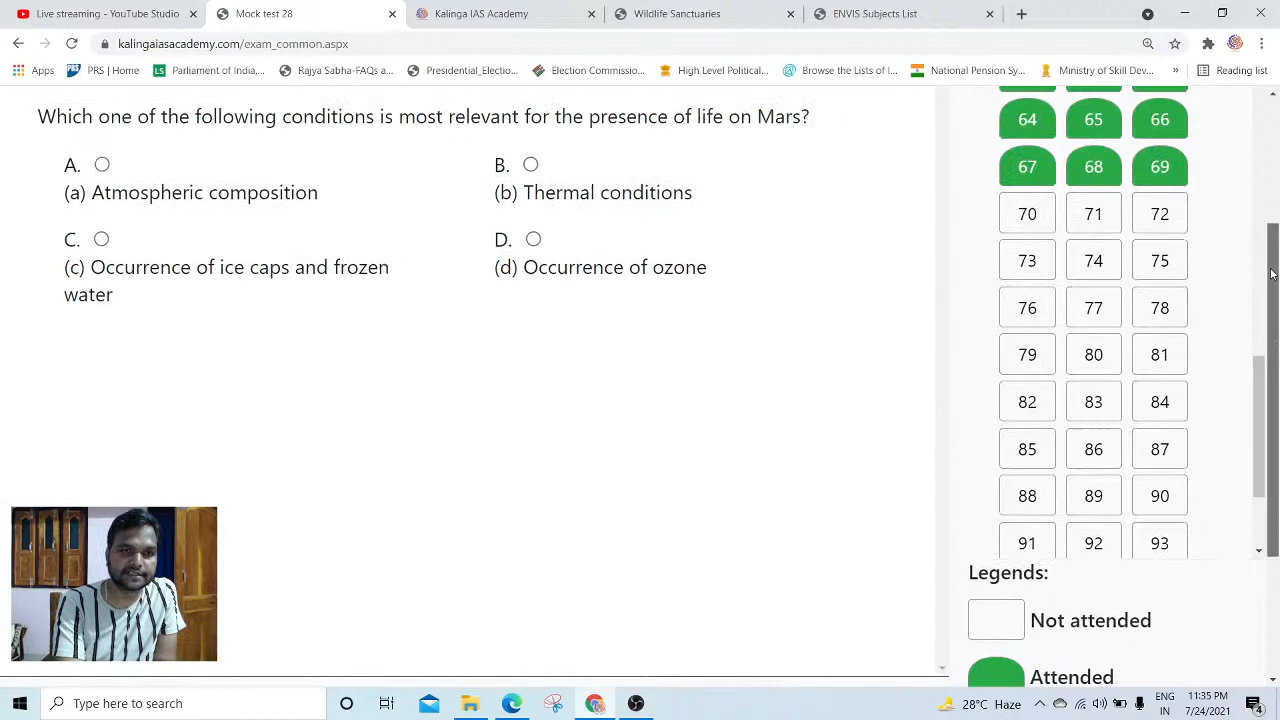 Live streaming - YouTube Studio
Mock test 28
Kalinga IAS Academy
Wildlife Sanctuaries
ENVIS Subjects List
kalingaiasacademy.com/exam_common.aspx
Apps
PRS | Home
Parliament of India,...
Rajya Sabha-FAQs a...
Presidential_Electio...
Election Commissio...
High Level Political...
Browse the Lists of I...
National Pension Sy...
Ministry of Skill Dev...
»
Reading list
Which one of the following conditions is most relevant for the presence of life on Mars?
A.
(a) Atmospheric composition
B.
(b) Thermal conditions
C.
(c) Occurrence of ice caps and frozen
water
D.
(d) Occurrence of ozone
64 65 66
67 68 69
70 71 72
73 74 75
76 77 78
79 80 81
82 83 84
85 86 87
88 89 90
91 92 93
Legends:
Not attended
Attended
Type here to search
28°C Haze
ENG
IN
11:35 PM
7/24/2021
4